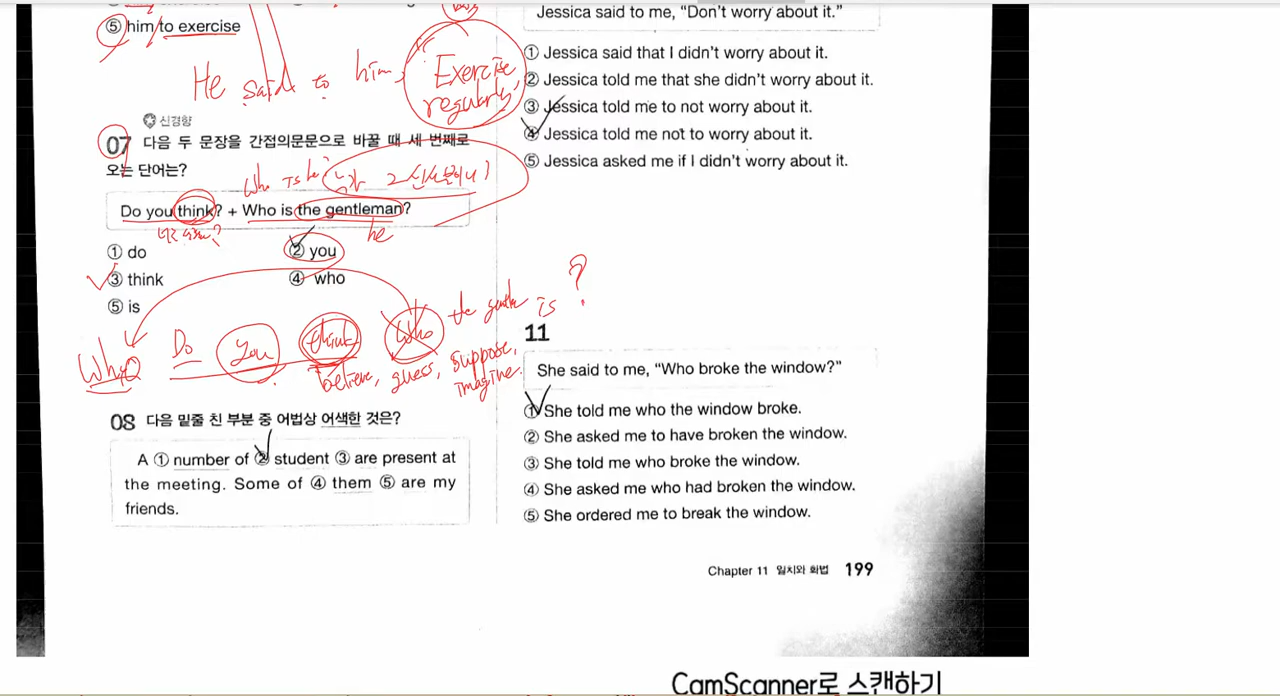 ⑤ him/to exercise
He said to him, "Exercise regularly,
신경향
07 다음 두 문장을 간접의문문으로 바꿀 때 세 번째로
오는 단어는?
Who is he
Do you think? + Who is the gentleman?
he
① do
② you
③ think
④ who
⑤ is
Who Do you think who the gentle is ?
believe, guess, suppose,
imagine.
08 다음 밑줄 친 부분 중 어법상 어색한 것은?
A ① number of ② student ③ are present at
the meeting. Some of ④ them ⑤ are my
friends.
Jessica said to me, “Don’t worry about it.”
① Jessica said that I didn’t worry about it.
② Jessica told me that she didn’t worry about it.
③ Jessica told me to not worry about it.
④ Jessica told me not to worry about it.
⑤ Jessica asked me if I didn’t worry about it.
11
She said to me, “Who broke the window?”
① She told me who the window broke.
② She asked me to have broken the window.
③ She told me who broke the window.
④ She asked me who had broken the window.
⑤ She ordered me to break the window.
Chapter 11 일치와 화법 199
CamScanner로 스캔하기